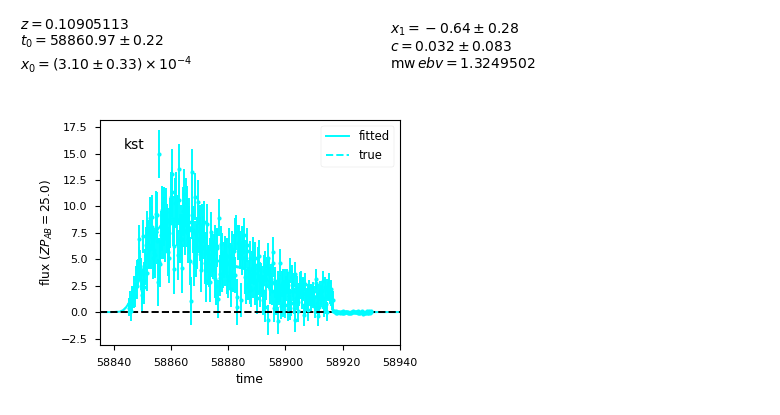 z = 0.10905113
t₀ = 58860.97 ± 0.22
x₀ = (3.10 ± 0.33) × 10⁻⁴
x₁ = −0.64 ± 0.28
c = 0.032 ± 0.083
mw ebv = 1.3249502
kst
fitted
true
flux (ZP_AB = 25.0)
17.5
15.0
12.5
10.0
7.5
5.0
2.5
0.0
−2.5
58840 58860 58880 58900 58920 58940
time